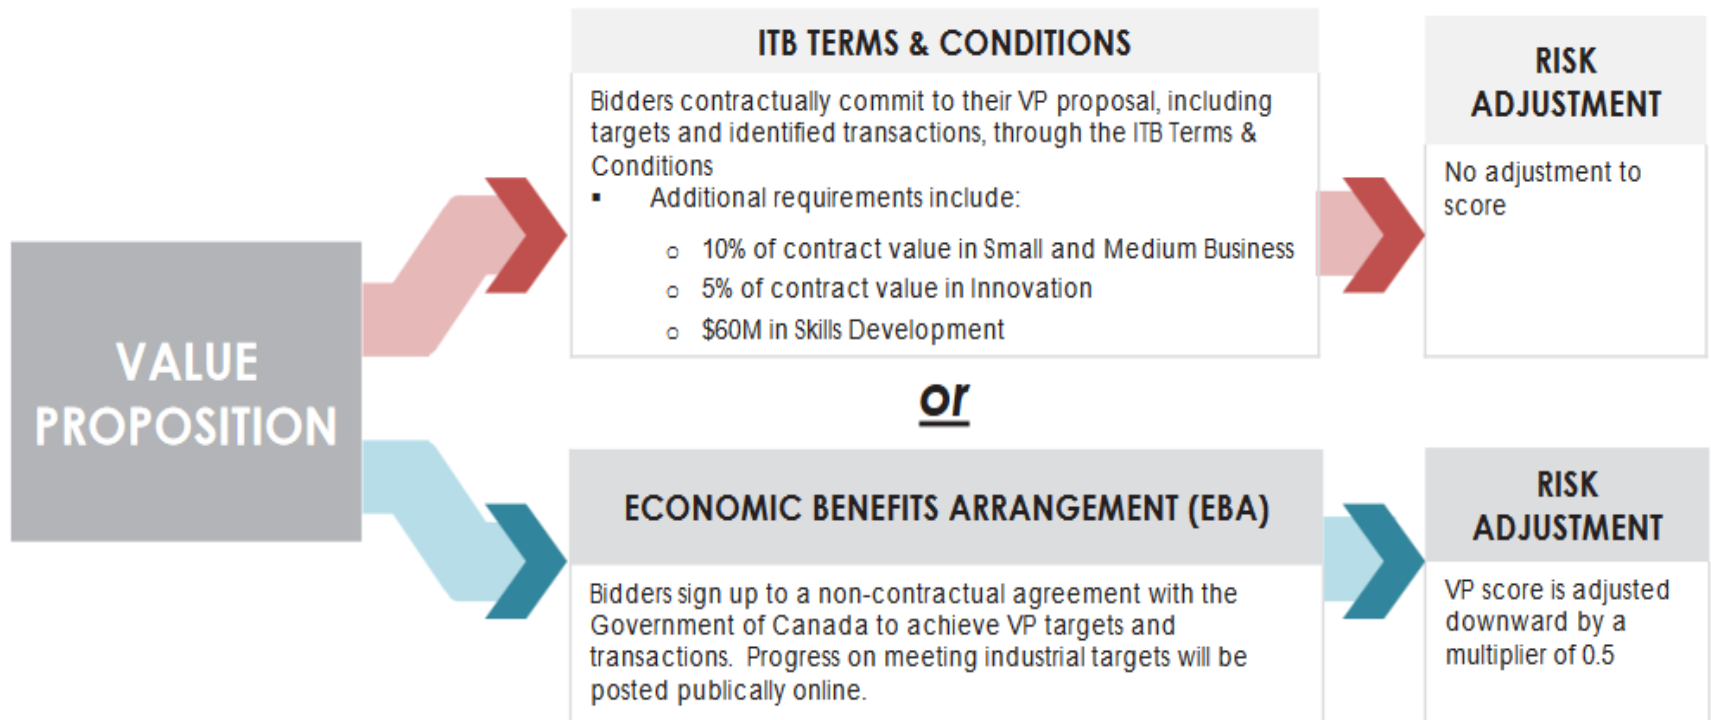 VALUE
PROPOSITION
ITB TERMS & CONDITIONS
Bidders contractually commit to their VP proposal, including
targets and identified transactions, through the ITB Terms &
Conditions
▪ Additional requirements include:
o 10% of contract value in Small and Medium Business
o 5% of contract value in Innovation
o $60M in Skills Development
RISK
ADJUSTMENT
No adjustment to
score
or
ECONOMIC BENEFITS ARRANGEMENT (EBA)
Bidders sign up to a non-contractual agreement with the
Government of Canada to achieve VP targets and
transactions. Progress on meeting industrial targets will be
posted publically online.
RISK
ADJUSTMENT
VP score is adjusted
downward by a
multiplier of 0.5